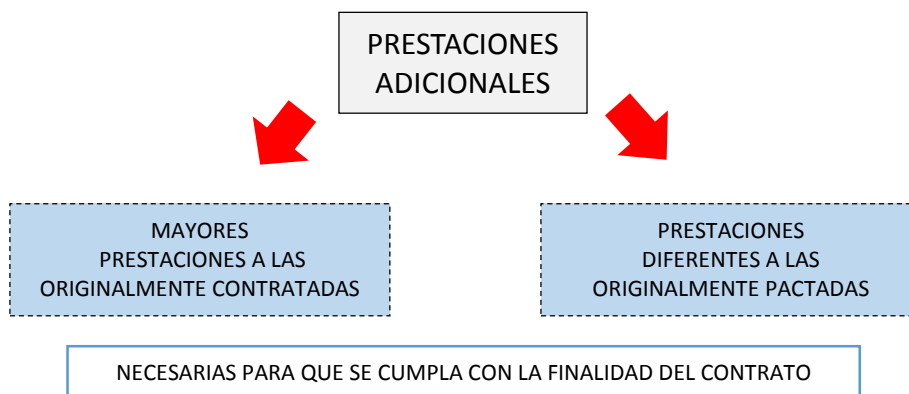 PRESTACIONES
ADICIONALES
MAYORES
PRESTACIONES A LAS
ORIGINALMENTE CONTRATADAS
PRESTACIONES
DIFERENTES A LAS
ORIGINALMENTE PACTADAS
NECESARIAS PARA QUE SE CUMPLA CON LA FINALIDAD DEL CONTRATO